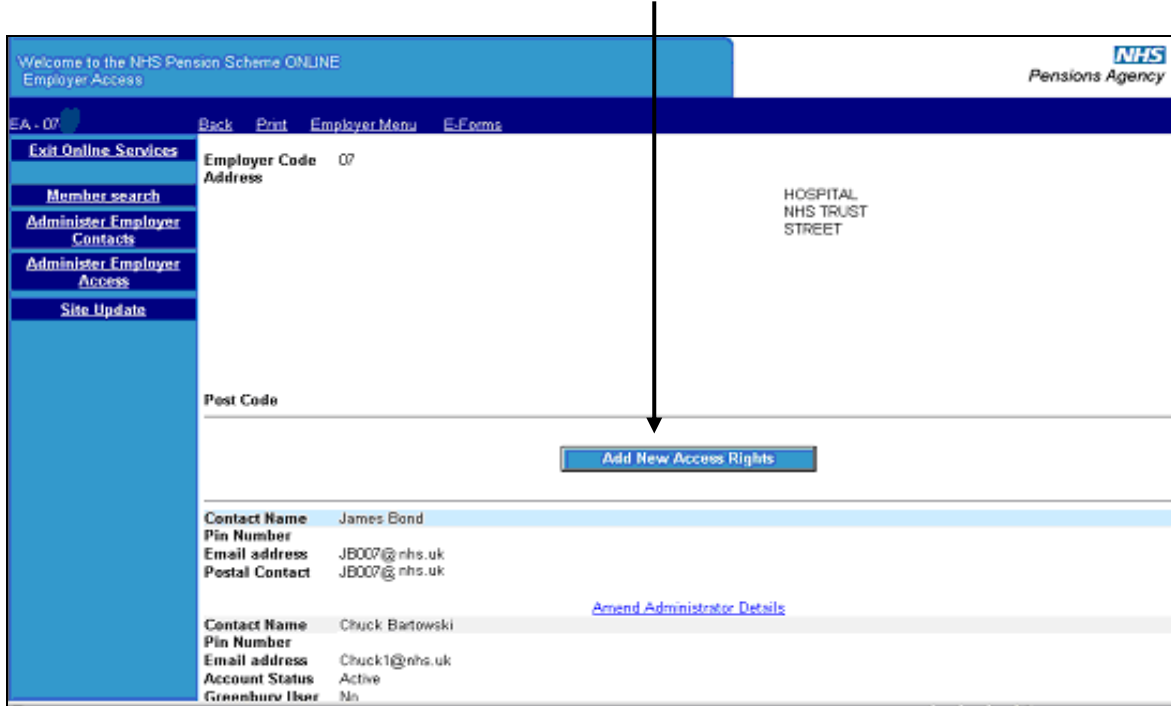 Welcome to the NHS Pension Scheme ONLINE
Employer Access
NHS
Pensions Agency
EA - 07
Back Print Employer Menu E-Forms
Exit Online Services
Member search
Administer Employer
Contacts
Administer Employer
Access
Site Update
Employer Code 07
Address
HOSPITAL
NHS TRUST
STREET
Post Code
Add New Access Rights
Contact Name James Bond
Pin Number
Email address JB007@nhs.uk
Postal Contact JB007@nhs.uk
Amend Administrator Details
Contact Name Chuck Bartowski
Pin Number
Email address Chuck1@nhs.uk
Account Status Active
Greenbury User No